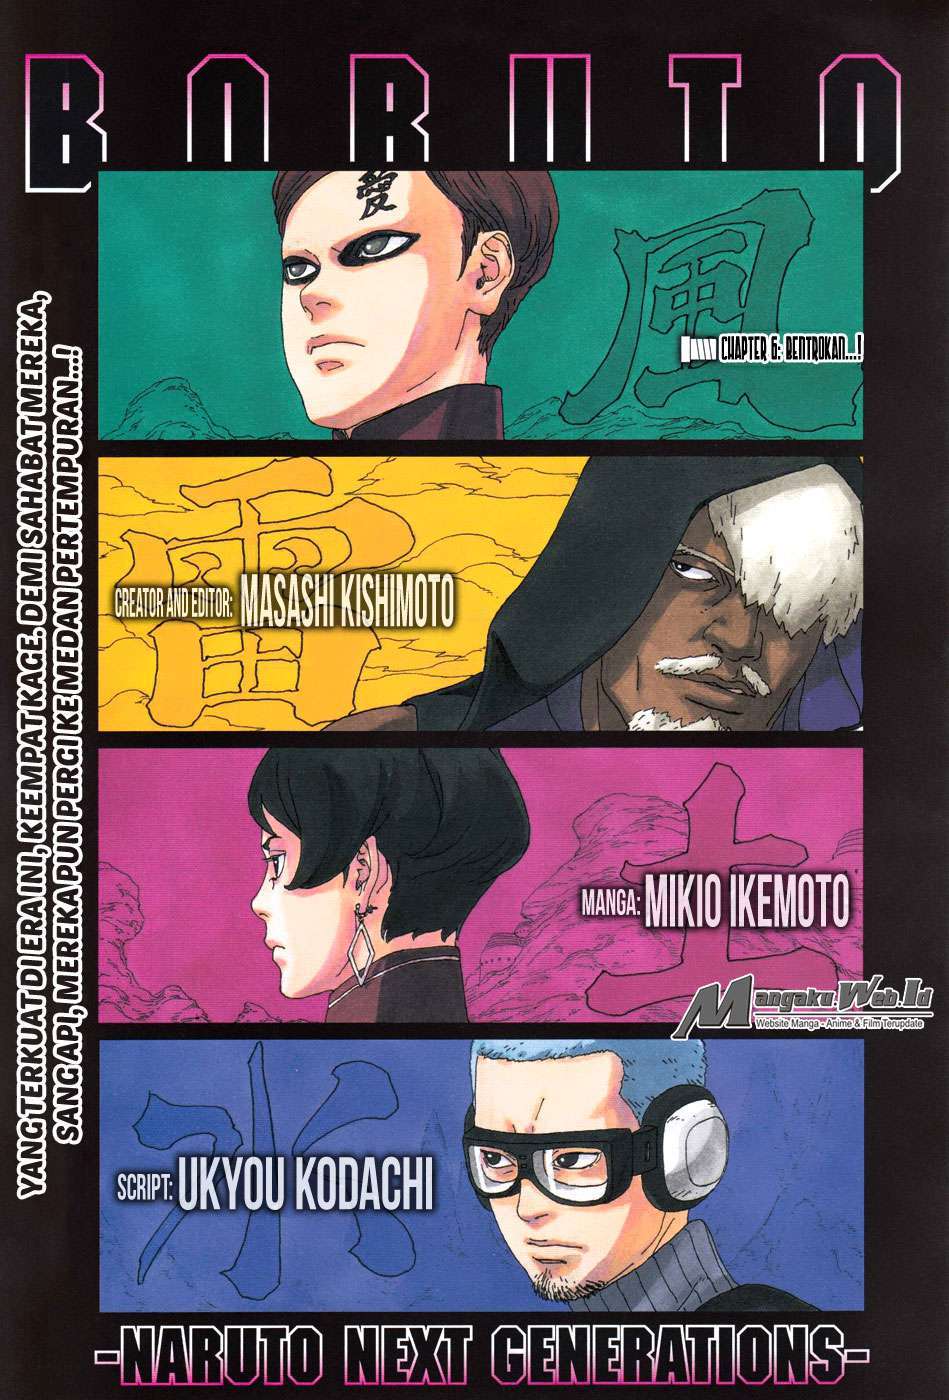 BORUTO
愛
風
CHAPTER 6: BENTROKAN...!
YANG TERKUAT DI ERA INI, KEEMPAT KAGE. DEMI SAHABAT MEREKA,
SANG API, MEREKA PUN PERGI KE MEDAN PERTEMPURAN...!
雷
CREATOR AND EDITOR: MASASHI KISHIMOTO
土
MANGA: MIKIO IKEMOTO
Mangaku.Web.Id
Website Manga - Anime & Film Terupdate
水
SCRIPT: UKYOU KODACHI
-NARUTO NEXT GENERATIONS-